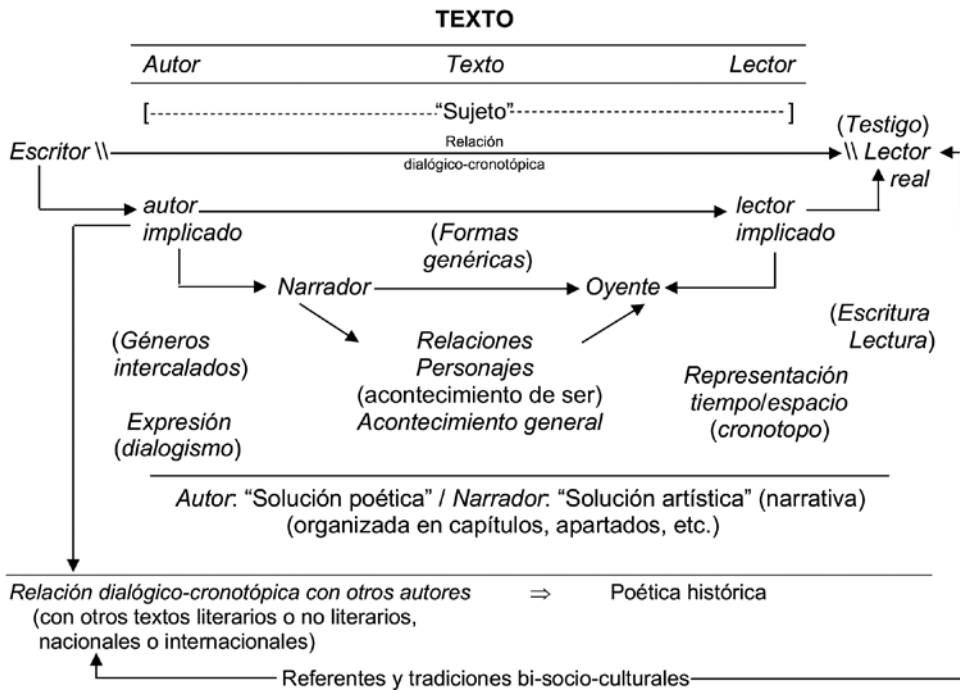 TEXTO
Autor Texto Lector
[---------------------------- “Sujeto”---------------------------- ]
(Testigo)
Escritor \\ Relación \\ Lector
dialógico-cronotópica real
autor lector
implicado (Formas implicado
genéricas)
Narrador Oyente
(Escritura
Lectura)
(Géneros Relaciones
intercalados) Personajes Representación
(acontecimiento de ser) tiempo/espacio
Expresión Acontecimiento general (cronotopo)
(dialogismo)
Autor: “Solución poética” / Narrador: “Solución artística” (narrativa)
(organizada en capítulos, apartados, etc.)
Relación dialógico-cronotópica con otros autores ⇒ Poética histórica
(con otros textos literarios o no literarios,
nacionales o internacionales)
Referentes y tradiciones bi-socio-culturales